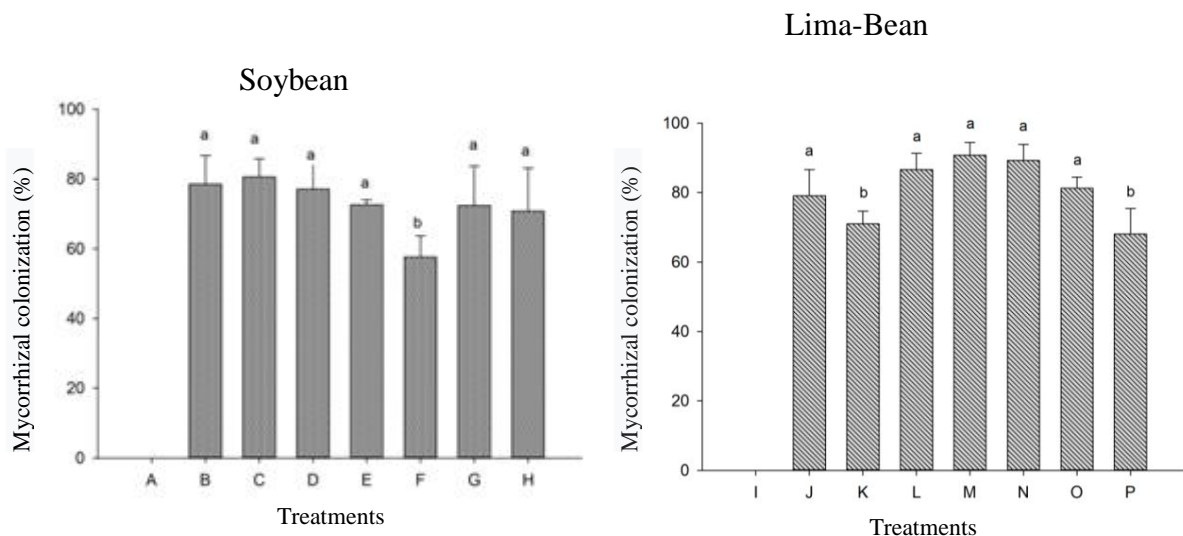 Soybean
Mycorrhizal colonization (%)
100
80
60
40
20
0
a
a
a
a
b
a
a
A B C D E F G H
Treatments
Lima-Bean
Mycorrhizal colonization (%)
100
80
60
40
20
0
a
b
a
a
a
a
b
I J K L M N O P
Treatments